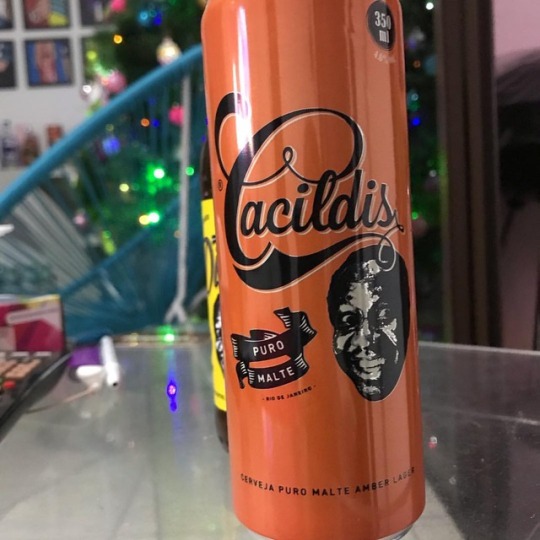 350
ml
®
Cacildis
PURO
MALTE
- RIO DE JANEIRO -
CERVEJA PURO MALTE AMBER LAGER